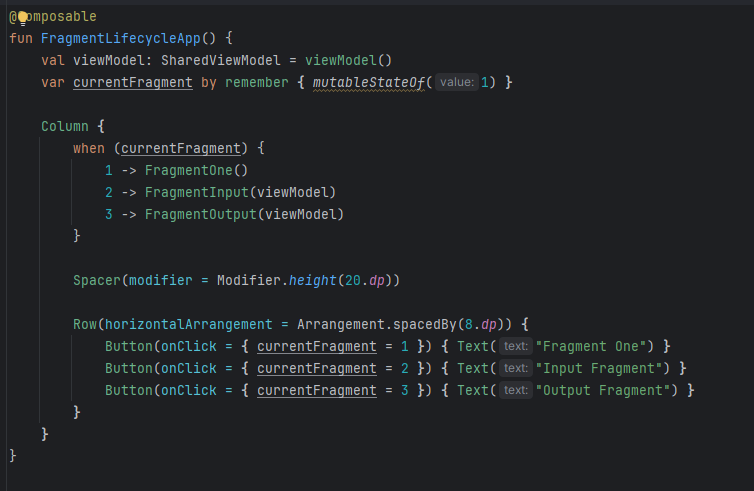 @Composable
fun FragmentLifecycleApp() {
    val viewModel: SharedViewModel = viewModel()
    var currentFragment by remember { mutableStateOf( value: 1) }

    Column {
        when (currentFragment) {
            1 -> FragmentOne()
            2 -> FragmentInput(viewModel)
            3 -> FragmentOutput(viewModel)
        }

        Spacer(modifier = Modifier.height(20.dp))

        Row(horizontalArrangement = Arrangement.spacedBy(8.dp)) {
            Button(onClick = { currentFragment = 1 }) { Text( text: "Fragment One") }
            Button(onClick = { currentFragment = 2 }) { Text( text: "Input Fragment") }
            Button(onClick = { currentFragment = 3 }) { Text( text: "Output Fragment") }
        }
    }
}